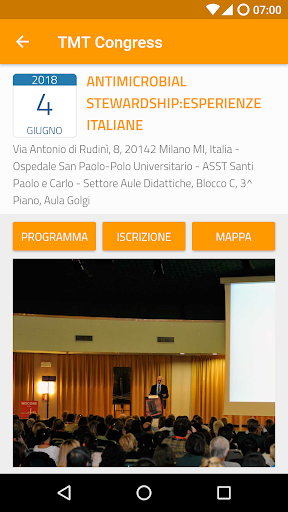 07:00
TMT Congress
2018
4
GIUGNO
ANTIMICROBIAL
STEWARDSHIP:ESPERIENZE
ITALIANE
Via Antonio di Rudinì, 8, 20142 Milano MI, Italia -
Ospedale San Paolo-Polo Universitario - ASST Santi
Paolo e Carlo - Settore Aule Didattiche, Blocco C, 3^
Piano, Aula Golgi
PROGRAMMA
ISCRIZIONE
MAPPA